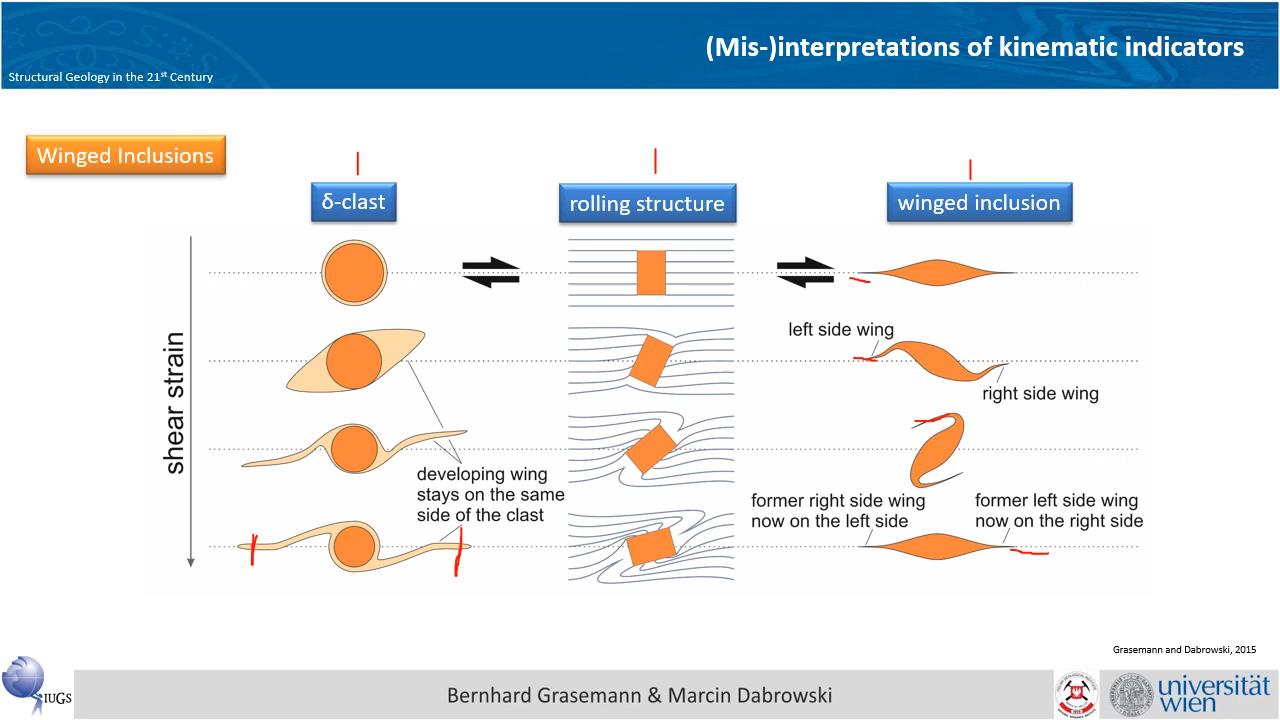 (Mis-)interpretations of kinematic indicators
Structural Geology in the 21st Century
Winged Inclusions
δ-clast
rolling structure
winged inclusion
shear strain
left side wing
right side wing
developing wing
stays on the same
side of the clast
former right side wing
now on the left side
former left side wing
now on the right side
Grasemann and Dabrowski, 2015
IUGS
Bernhard Grasemann & Marcin Dabrowski
universität
wien